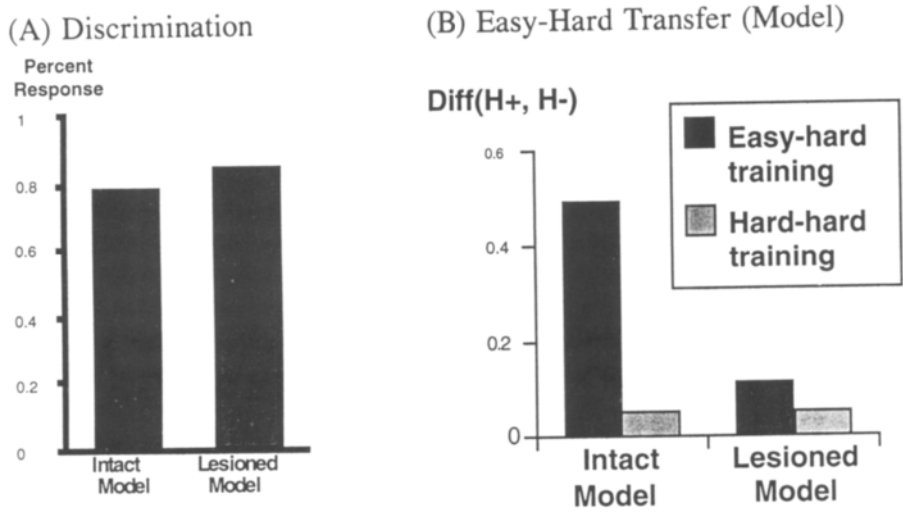 (A) Discrimination
Percent
Response
1
0.8
0.6
0.4
0.2
0
Intact
Model
Lesioned
Model
(B) Easy-Hard Transfer (Model)
Diff(H+, H-)
0.6
0.4
0.2
0
Easy-hard
training
Hard-hard
training
Intact
Model
Lesioned
Model